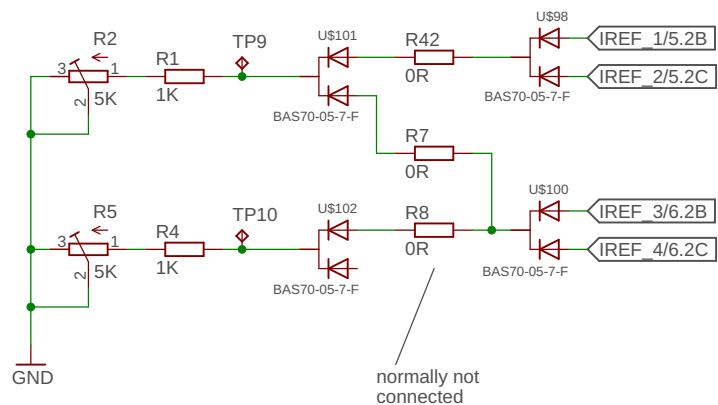 U$98
R2
R1
TP9
U$101
R42
IREF_1/5.2B
3
1
2
5K
1K
0R
IREF_2/5.2C
BAS70-05-7-F
BAS70-05-7-F
R7
0R
U$100
R5
R4
TP10
U$102
R8
IREF_3/6.2B
3
1
2
5K
1K
0R
IREF_4/6.2C
BAS70-05-7-F
BAS70-05-7-F
GND
normally not
connected